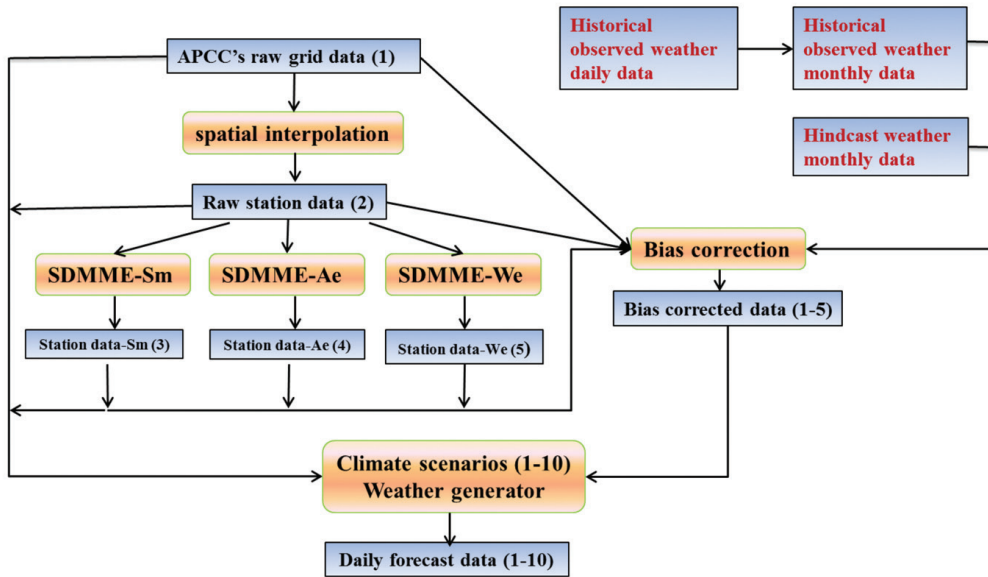 APCC's raw grid data (1)
Historical
observed weather
daily data
Historical
observed weather
monthly data
spatial interpolation
Hindcast weather
monthly data
Raw station data (2)
Bias correction
SDMME-Sm
SDMME-Ae
SDMME-We
Bias corrected data (1-5)
Station data-Sm (3)
Station data-Ae (4)
Station data-We (5)
Climate scenarios (1-10)
Weather generator
Daily forecast data (1-10)